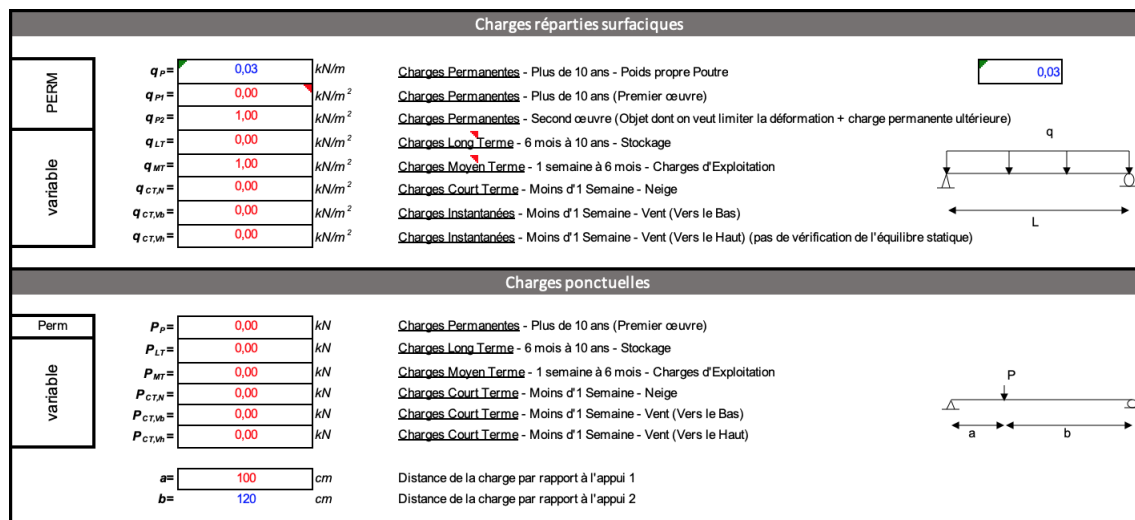 Charges réparties surfaciques
PERM
q P= 0,03 kN/m Charges Permanentes - Plus de 10 ans - Poids propre Poutre 0,03
q P1= 0,00 kN/m² Charges Permanentes - Plus de 10 ans (Premier œuvre)
q P2= 1,00 kN/m² Charges Permanentes - Second œuvre (Objet dont on veut limiter la déformation + charge permanente ultérieure)
variable
q LT= 0,00 kN/m² Charges Long Terme - 6 mois à 10 ans - Stockage
q
q MT= 1,00 kN/m² Charges Moyen Terme - 1 semaine à 6 mois - Charges d'Exploitation
q CT,N= 0,00 kN/m² Charges Court Terme - Moins d'1 Semaine - Neige
q CT,Vb= 0,00 kN/m² Charges Instantanées - Moins d'1 Semaine - Vent (Vers le Bas)
L
q CT,Vh= 0,00 kN/m² Charges Instantanées - Moins d'1 Semaine - Vent (Vers le Haut) (pas de vérification de l'équilibre statique)
Charges ponctuelles
Perm
P P= 0,00 kN Charges Permanentes - Plus de 10 ans (Premier œuvre)
variable
P LT= 0,00 kN Charges Long Terme - 6 mois à 10 ans - Stockage
P MT= 0,00 kN Charges Moyen Terme - 1 semaine à 6 mois - Charges d'Exploitation
P
P CT,N= 0,00 kN Charges Court Terme - Moins d'1 Semaine - Neige
P CT,Vb= 0,00 kN Charges Court Terme - Moins d'1 Semaine - Vent (Vers le Bas)
P CT,Vh= 0,00 kN Charges Court Terme - Moins d'1 Semaine - Vent (Vers le Haut)
a b
a= 100 cm Distance de la charge par rapport à l'appui 1
b= 120 cm Distance de la charge par rapport à l'appui 2